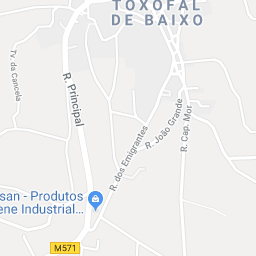 TOXOFAL
DE BAIXO
Tv. da Cancela
R. Principal
R. dos Emigrantes
R. João Grande
R. Cap. Mor
san - Produtos
ene Industrial...
M571